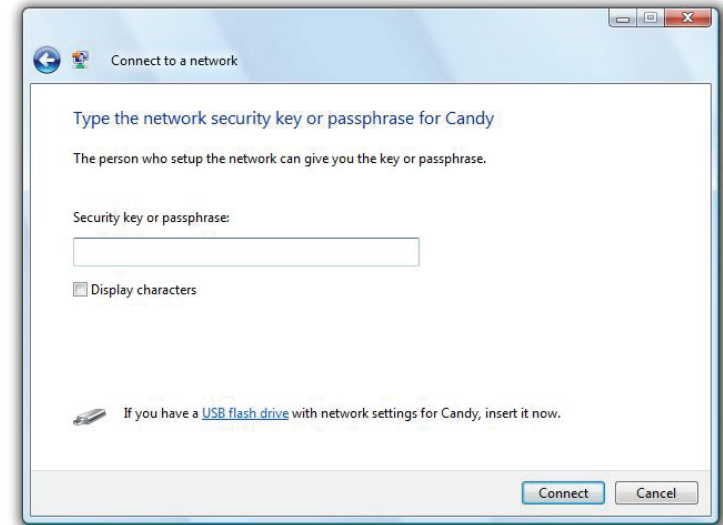 Connect to a network
Type the network security key or passphrase for Candy
The person who setup the network can give you the key or passphrase.
Security key or passphrase:
Display characters
If you have a USB flash drive with network settings for Candy, insert it now.
Connect
Cancel